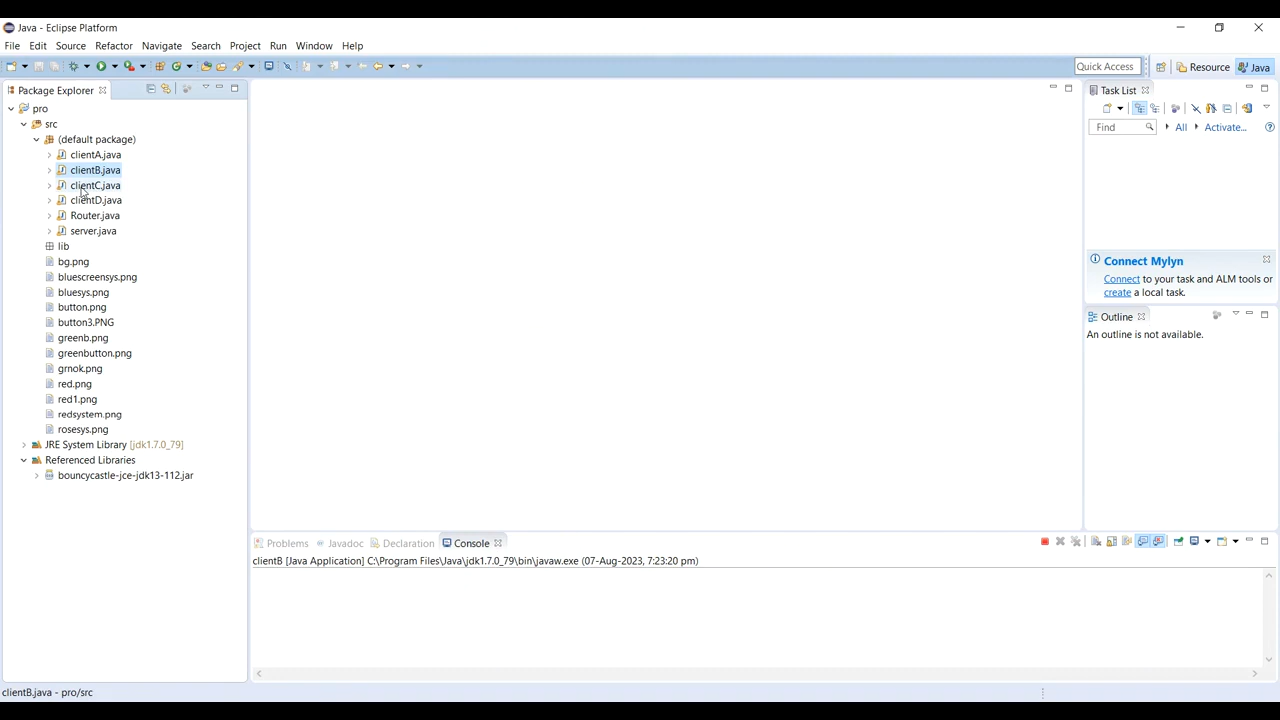 Java - Eclipse Platform
File Edit Source Refactor Navigate Search Project Run Window Help
Quick Access
Resource
Java
Package Explorer
pro
src
(default package)
clientA.java
clientB.java
clientC.java
clientD.java
Router.java
server.java
lib
bg.png
bluescreensys.png
bluesys.png
button.png
button3.PNG
greenb.png
greenbutton.png
grnok.png
red.png
red1.png
redsystem.png
rosesys.png
JRE System Library [jdk1.7.0_79]
Referenced Libraries
bouncycastle-jce-jdk13-112.jar
Task List
Find
All
Activate...
Connect Mylyn
Connect to your task and ALM tools or
create a local task.
Outline
An outline is not available.
Problems Javadoc Declaration Console
clientB [Java Application] C:\Program Files\Java\jdk1.7.0_79\bin\javaw.exe (07-Aug-2023, 7:23:20 pm)
clientB.java - pro/src